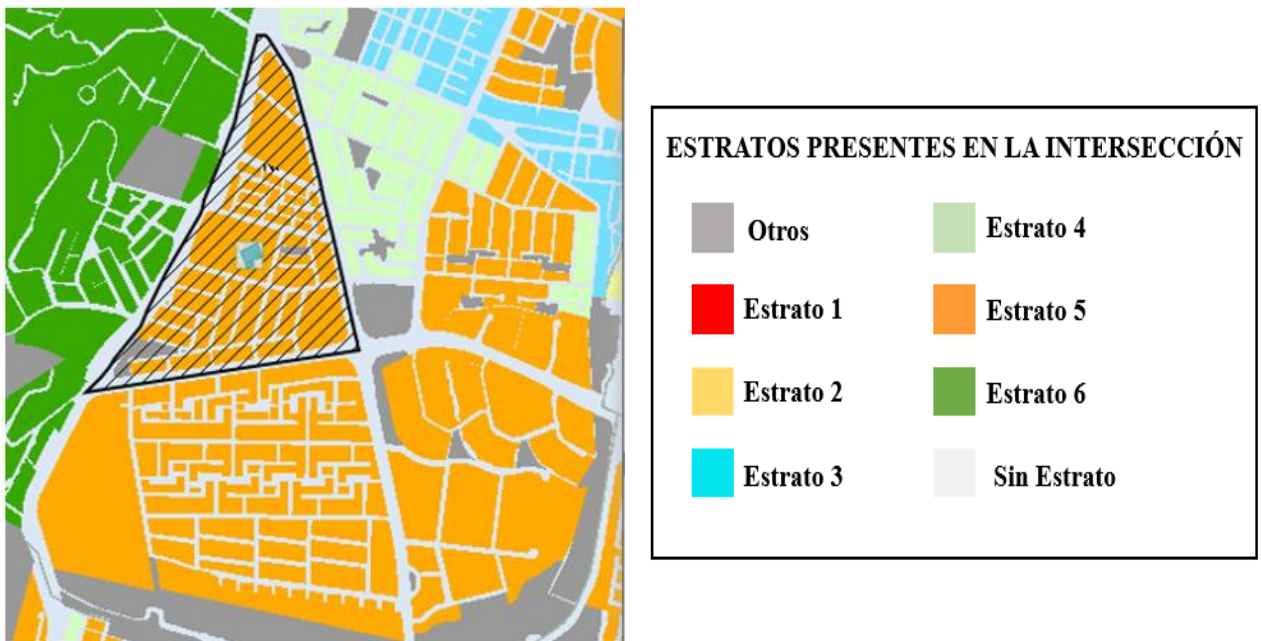 ESTRATOS PRESENTES EN LA INTERSECCIÓN
Otros
Estrato 1
Estrato 2
Estrato 3
Estrato 4
Estrato 5
Estrato 6
Sin Estrato